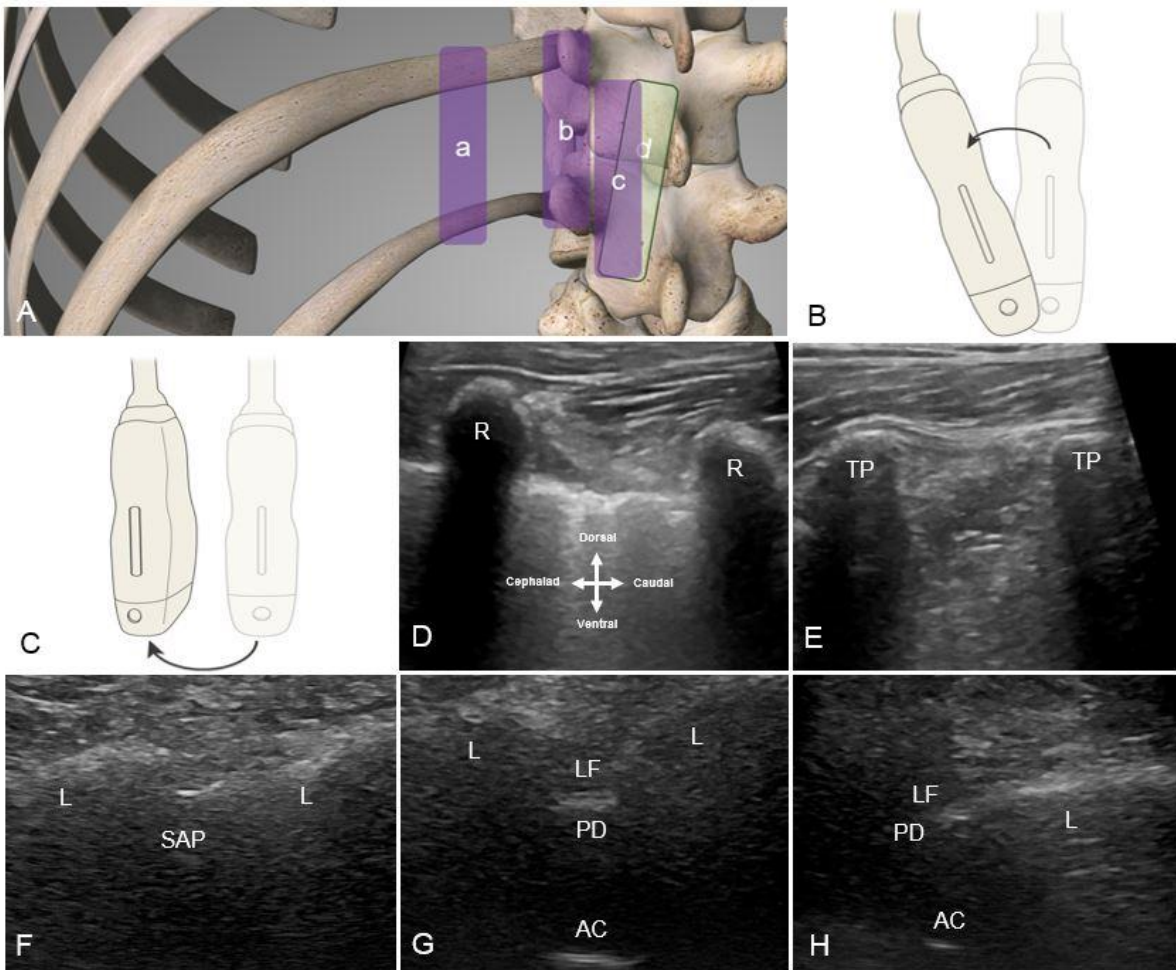 a
b
c
d
A
B
C
R
R
Dorsal
Cephalad
Caudal
Ventral
D
TP
TP
E
L
L
SAP
F
L
L
LF
PD
AC
G
LF
PD
L
AC
H